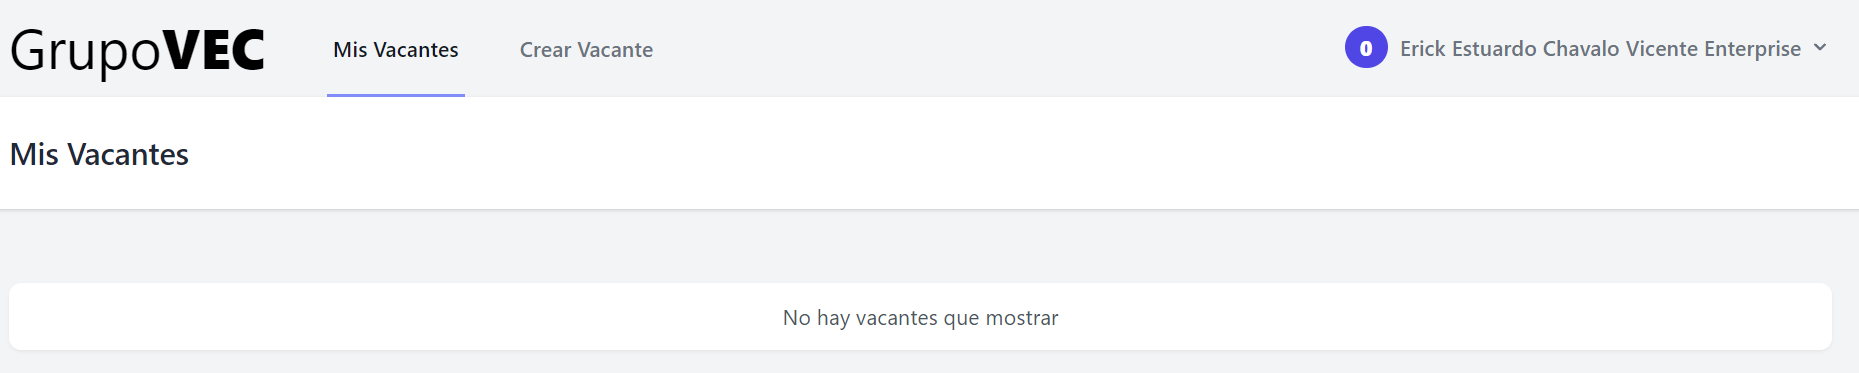 GrupoVEC Mis Vacantes Crear Vacante 0 Erick Estuardo Chavalo Vicente Enterprise
Mis Vacantes
No hay vacantes que mostrar